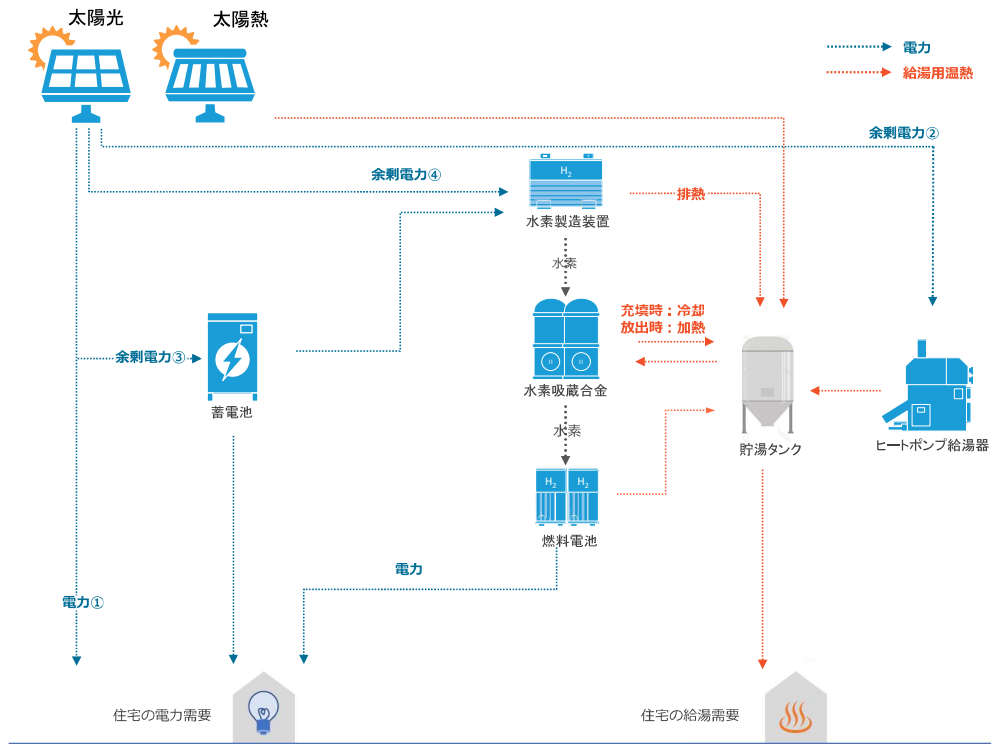 太陽光
太陽熱
電力
給湯用温熱
余剰電力②
余剰電力④
H2
水素製造装置
排熱
水素
充填時：冷却
放出時：加熱
余剰電力③
蓄電池
水素吸蔵合金
水素
貯湯タンク
ヒートポンプ給湯器
H2
H2
燃料電池
電力
電力①
住宅の電力需要
住宅の給湯需要